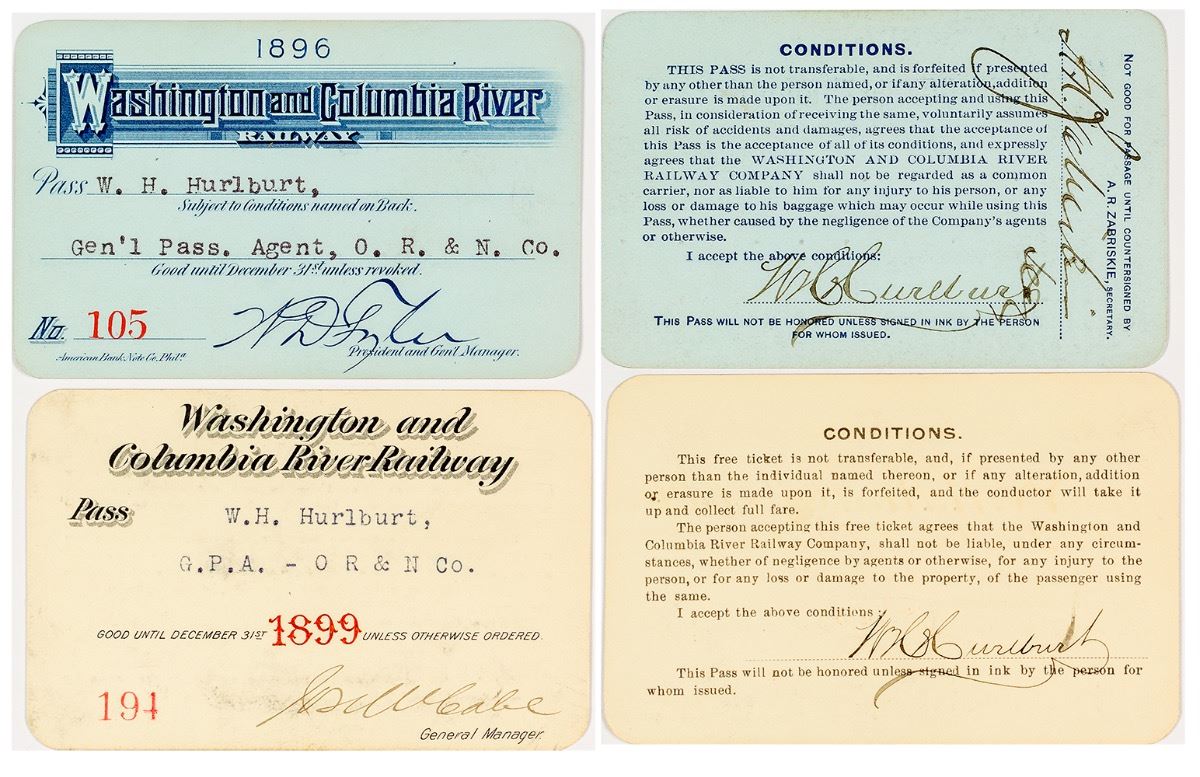 1896
Washington and Columbia River
RAILWAY
Pass W. H. Hurlburt,
Subject to Conditions named on Back.
Gen'l Pass. Agent, O. R. & N. Co.
Good until December 31st unless revoked.
No. 105
W D Tyler
President and Gen'l Manager.
American Bank Note Co. Phila.
CONDITIONS.
THIS PASS is not transferable, and is forfeited if presented
by any other than the person named, or if any alteration, addition
or erasure is made upon it. The person accepting and using this
Pass, in consideration of receiving the same, voluntarily assumes
all risk of accidents and damages, agrees that the acceptance of
this Pass is the acceptance of all of its conditions, and expressly
agrees that the WASHINGTON AND COLUMBIA RIVER
RAILWAY COMPANY shall not be regarded as a common
carrier, nor as liable to him for any injury to his person, or any
loss or damage to his baggage which may occur while using this
Pass, whether caused by the negligence of the Company's agents
or otherwise.
I accept the above conditions:
W H Hurlburt
THIS PASS WILL NOT BE HONORED UNLESS SIGNED IN INK BY THE PERSON
FOR WHOM ISSUED.
NOT GOOD FOR PASSAGE UNTIL COUNTERSIGNED BY
A. R. ZABRISKIE, SECRETARY.
Washington and
Columbia River Railway
Pass
W.H. Hurlburt,
G.P.A. - O R & N Co.
GOOD UNTIL DECEMBER 31ST 1899 UNLESS OTHERWISE ORDERED.
194
McCabe
General Manager
CONDITIONS.
This free ticket is not transferable, and, if presented by any other
person than the individual named thereon, or if any alteration, addition
or erasure is made upon it, is forfeited, and the conductor will take it
up and collect full fare.
The person accepting this free ticket agrees that the Washington and
Columbia River Railway Company, shall not be liable, under any circum-
stances, whether of negligence by agents or otherwise, for any injury to the
person, or for any loss or damage to the property, of the passenger using
the same.
I accept the above conditions:
W H Hurlburt
This Pass will not be honored unless signed in ink by the person for
whom issued.